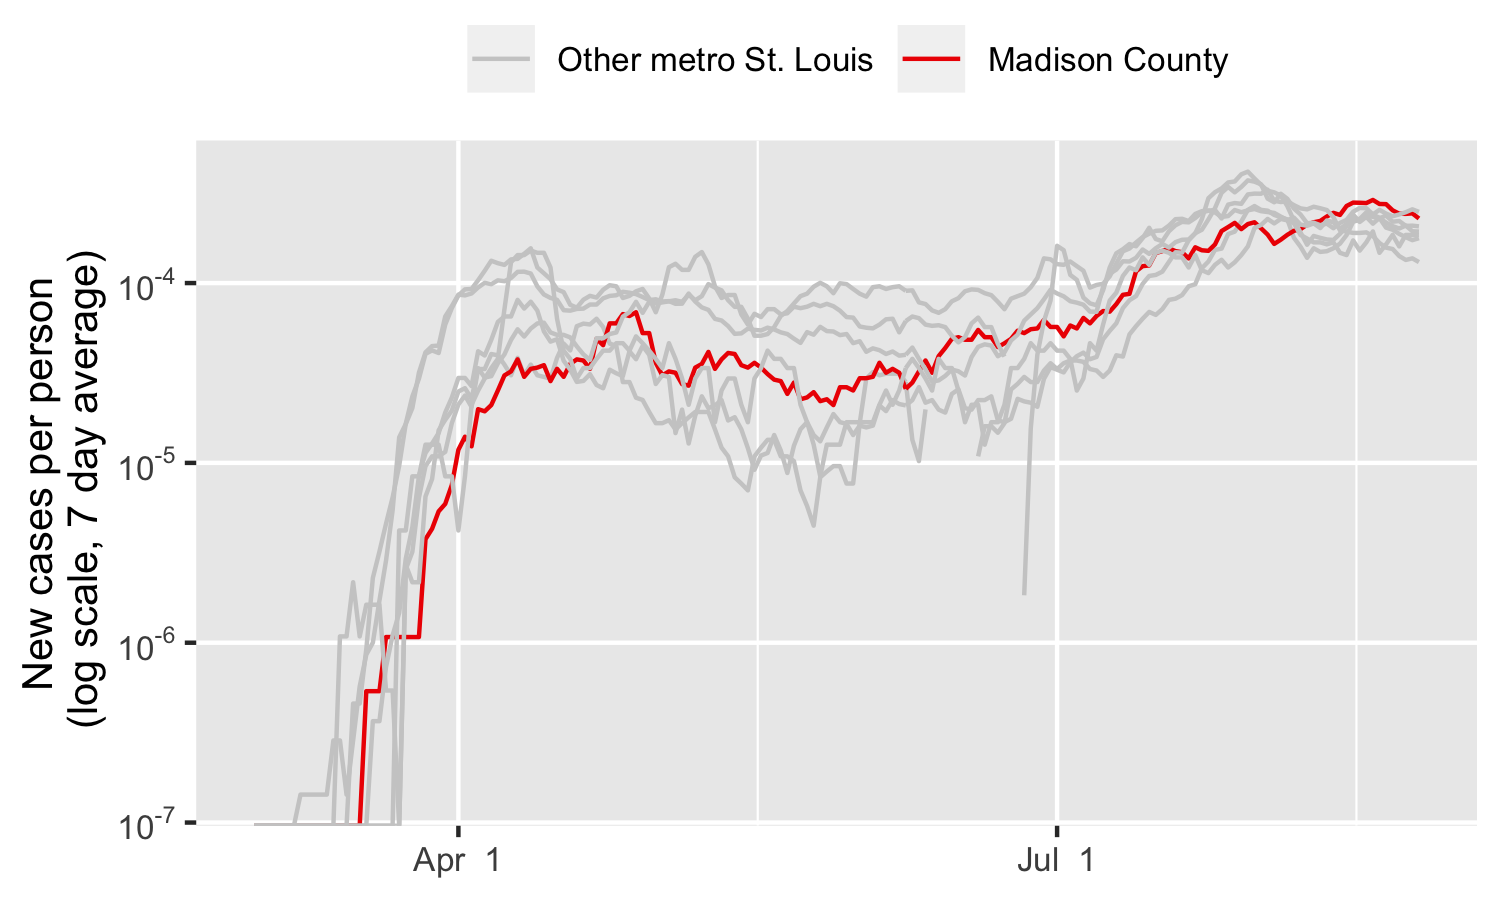 Other metro St. Louis
Madison County
New cases per person
(log scale, 7 day average)
10⁻⁴
10⁻⁵
10⁻⁶
10⁻⁷
Apr 1
Jul 1